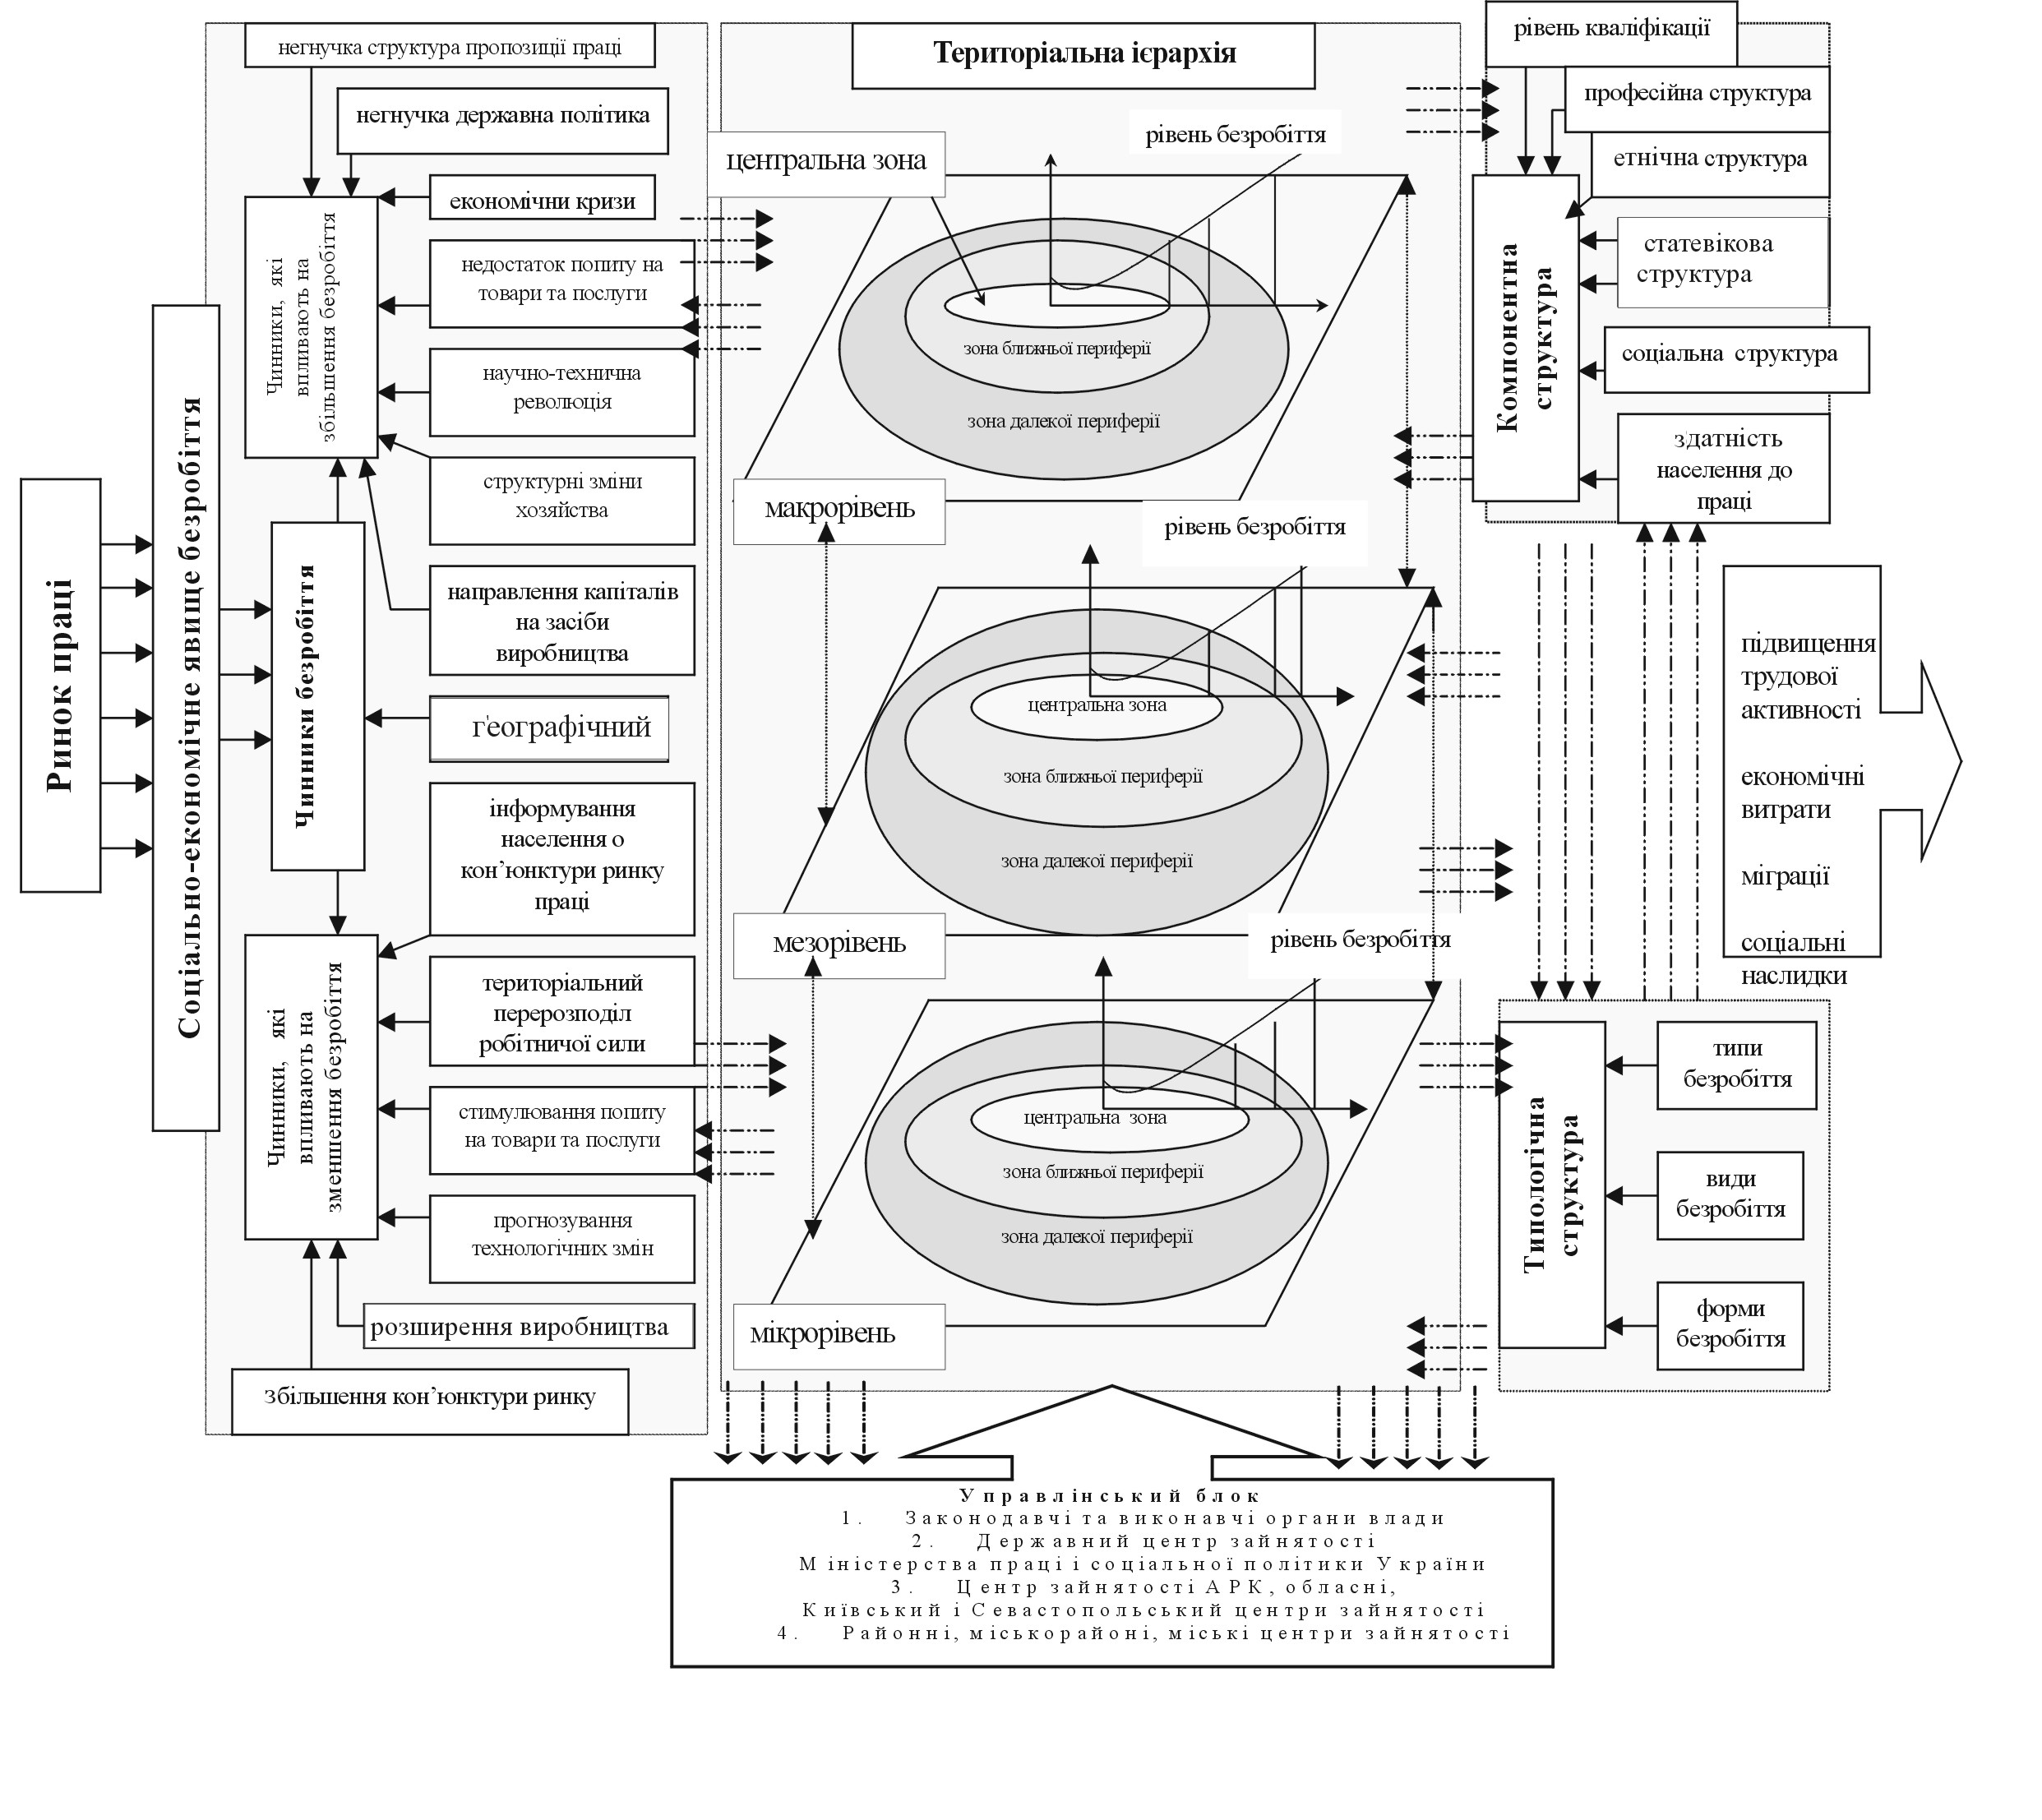 негнучка структура пропозиції праці
негнучка державна політика
економічни кризи
недостаток попиту на
товари та послуги
научно-технична
революція
структурні зміни
хозяйства
направлення капіталів
на засіби
виробництва
географічний
інформування
населення о
кон’юнктури ринку
праці
територіальний
перерозподіл
робітничої сили
стимулювання попиту
на товари та послуги
прогнозування
технологічних змін
розширення виробництва
Збільшення кон’юнктури ринку
Ринок праці
Соціально-економічне явище безробіття
Чинники безробіття
Чинники, які
впливають на
збільшення безробіття
Чинники, які
впливають на
зменшення безробіття
Територіальна ієрархія
рівень безробіття
центральна зона
зона ближньої периферії
зона далекої периферії
макрорівень
рівень безробіття
центральна зона
зона ближньої периферії
зона далекої периферії
мезорівень
рівень безробіття
центральна зона
зона ближньої периферії
зона далекої периферії
мікрорівень
рівень кваліфікації
професійна структура
етнічна структура
статевікова
структура
соціальна структура
здатність
населення до
праці
Компонентна
структура
підвищення
трудової
активності
економічні
витрати
міграції
соціальні
наслидки
Типологічна
структура
типи
безробіття
види
безробіття
форми
безробіття
Управлінський блок
1. Законодавчі та виконавчі органи влади
2. Державний центр зайнятості
Міністерства праці і соціальної політики України
3. Центр зайнятості АРК, обласні,
Київський і Севастопольський центри зайнятості
4. Районні, міськорайоні, міські центри зайнятості